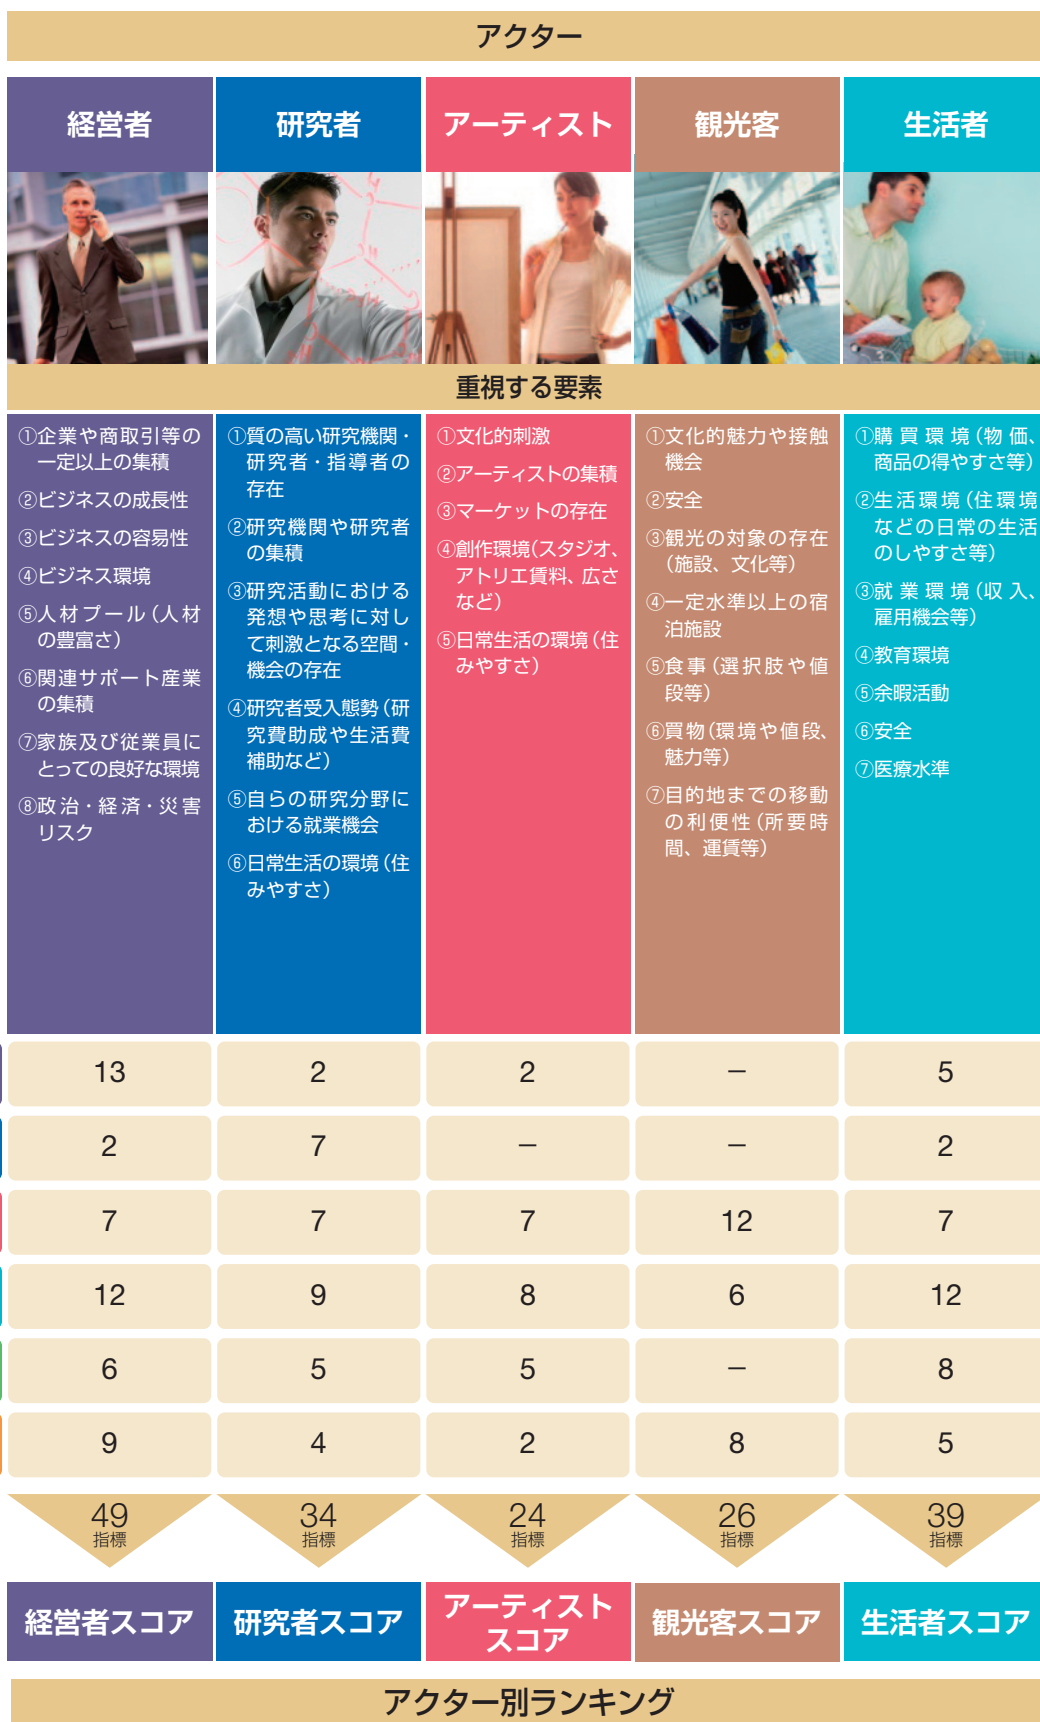 アクター
経営者
研究者
アーティスト
観光客
生活者
重視する要素
①企業や商取引等の
一定以上の集積
②ビジネスの成長性
③ビジネスの容易性
④ビジネス環境
⑤人材プール（人材
の豊富さ）
⑥関連サポート産業
の集積
⑦家族及び従業員に
とっての良好な環境
⑧政治・経済・災害
リスク
①質の高い研究機関・
研究者・指導者の
存在
②研究機関や研究者
の集積
③研究活動における
発想や思考に対し
て刺激となる空間・
機会の存在
④研究者受入態勢（研
究費助成や生活費
補助など）
⑤自らの研究分野に
おける就業機会
⑥日常生活の環境（住
みやすさ）
①文化的刺激
②アーティストの集積
③マーケットの存在
④創作環境（スタジオ、
アトリエ賃料、広さ
など）
⑤日常生活の環境（住
みやすさ）
①文化的魅力や接触
機会
②安全
③観光の対象の存在
（施設、文化等）
④一定水準以上の宿
泊施設
⑤食事（選択肢や値
段等）
⑥買物（環境や値段、
魅力等）
⑦目的地までの移動
の利便性（所要時
間、運賃等）
①購買環境（物価、
商品の得やすさ等）
②生活環境（住環境
などの日常の生活
のしやすさ等）
③就業環境（収入、
雇用機会等）
④教育環境
⑤余暇活動
⑥安全
⑦医療水準
13 2 2 − 5
2 7 − − 2
7 7 7 12 7
12 9 8 6 12
6 5 5 − 8
9 4 2 8 5
49 34 24 26 39
指標 指標 指標 指標 指標
経営者スコア
研究者スコア
アーティスト
スコア
観光客スコア
生活者スコア
アクター別ランキング